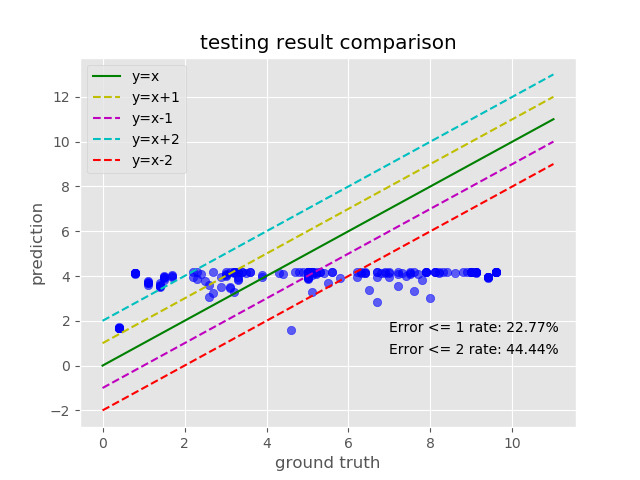 testing result comparison
y=x
y=x+1
y=x-1
y=x+2
y=x-2
12
10
8
6
4
2
0
−2
prediction
Error <= 1 rate: 22.77%
Error <= 2 rate: 44.44%
0 2 4 6 8 10
ground truth